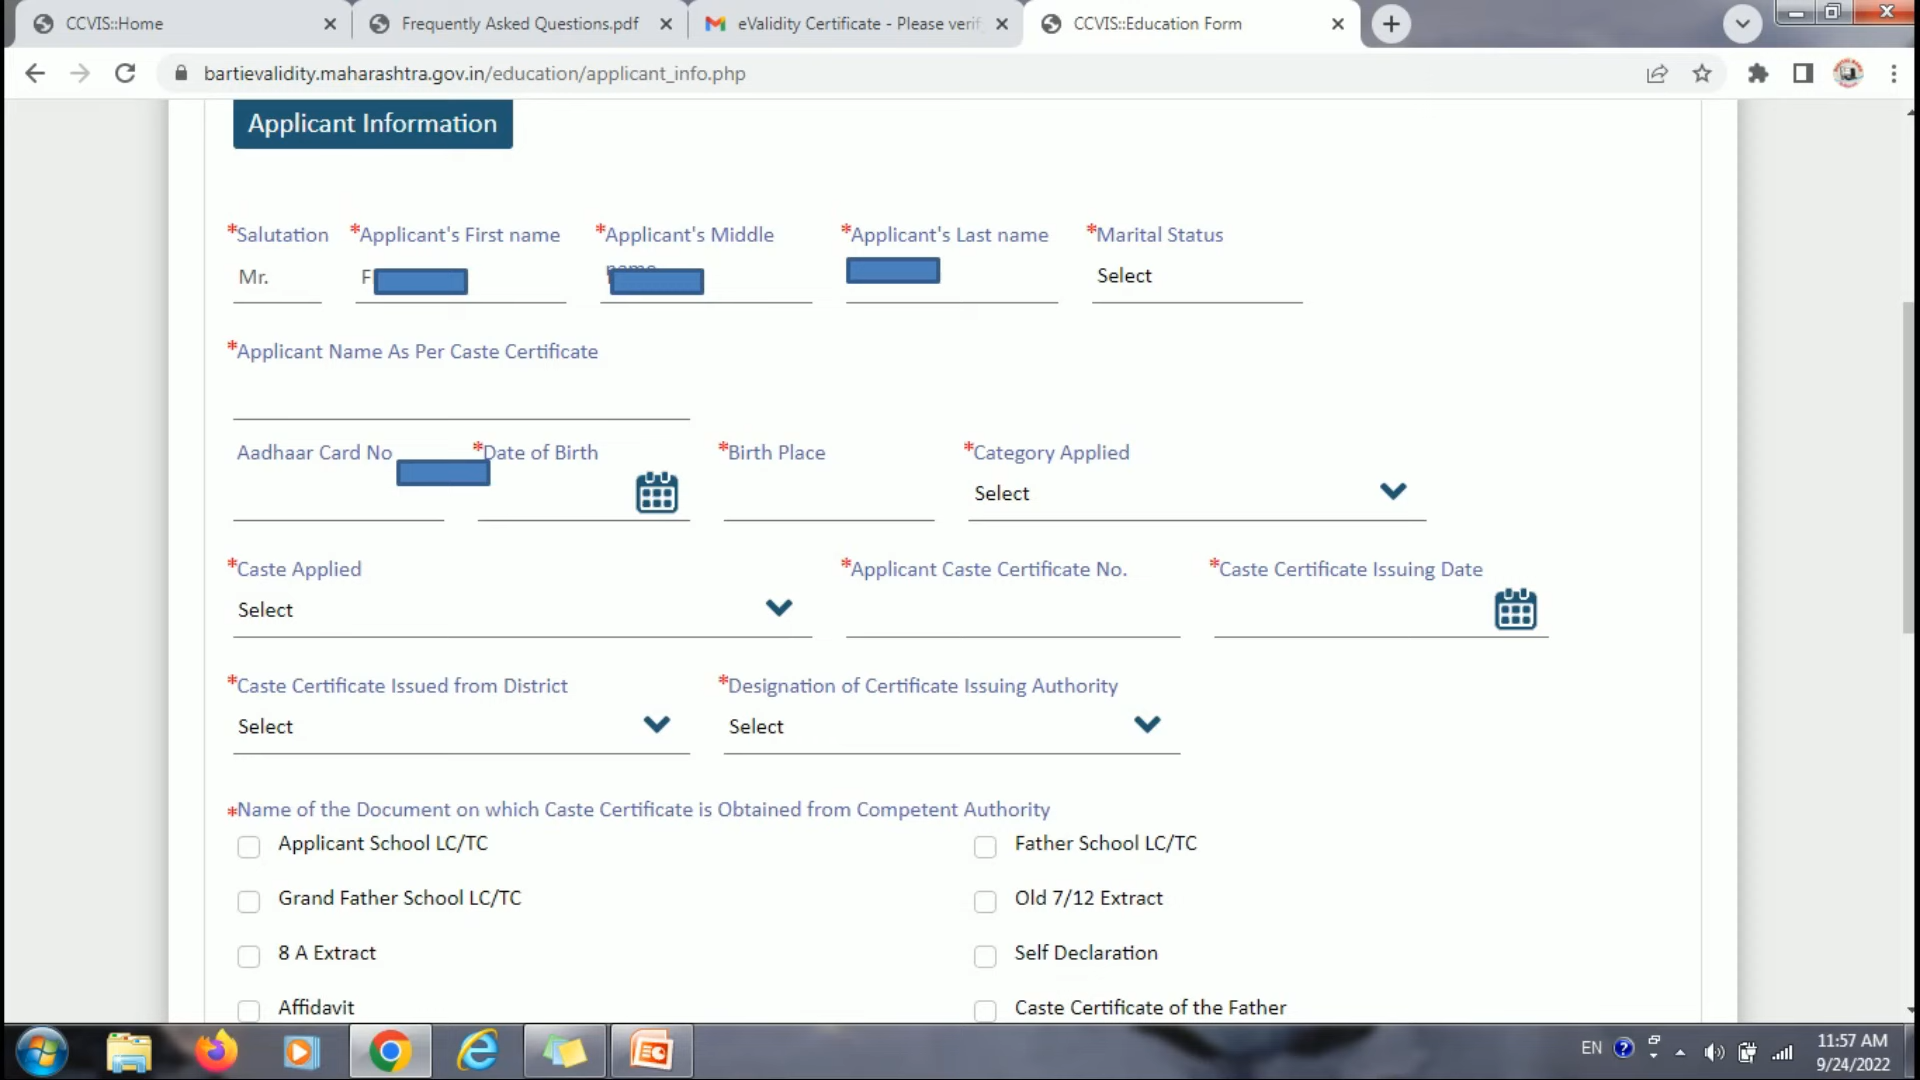 CCVIS::Home
Frequently Asked Questions.pdf
eValidity Certificate - Please verif
CCVIS::Education Form
bartievalidity.maharashtra.gov.in/education/applicant_info.php
Applicant Information
*Salutation *Applicant's First name *Applicant's Middle name *Applicant's Last name *Marital Status
Mr. F Select
*Applicant Name As Per Caste Certificate
Aadhaar Card No *Date of Birth *Birth Place *Category Applied
Select
*Caste Applied *Applicant Caste Certificate No. *Caste Certificate Issuing Date
Select
*Caste Certificate Issued from District *Designation of Certificate Issuing Authority
Select Select
*Name of the Document on which Caste Certificate is Obtained from Competent Authority
Applicant School LC/TC Father School LC/TC
Grand Father School LC/TC Old 7/12 Extract
8 A Extract Self Declaration
Affidavit Caste Certificate of the Father
EN 11:57 AM
9/24/2022